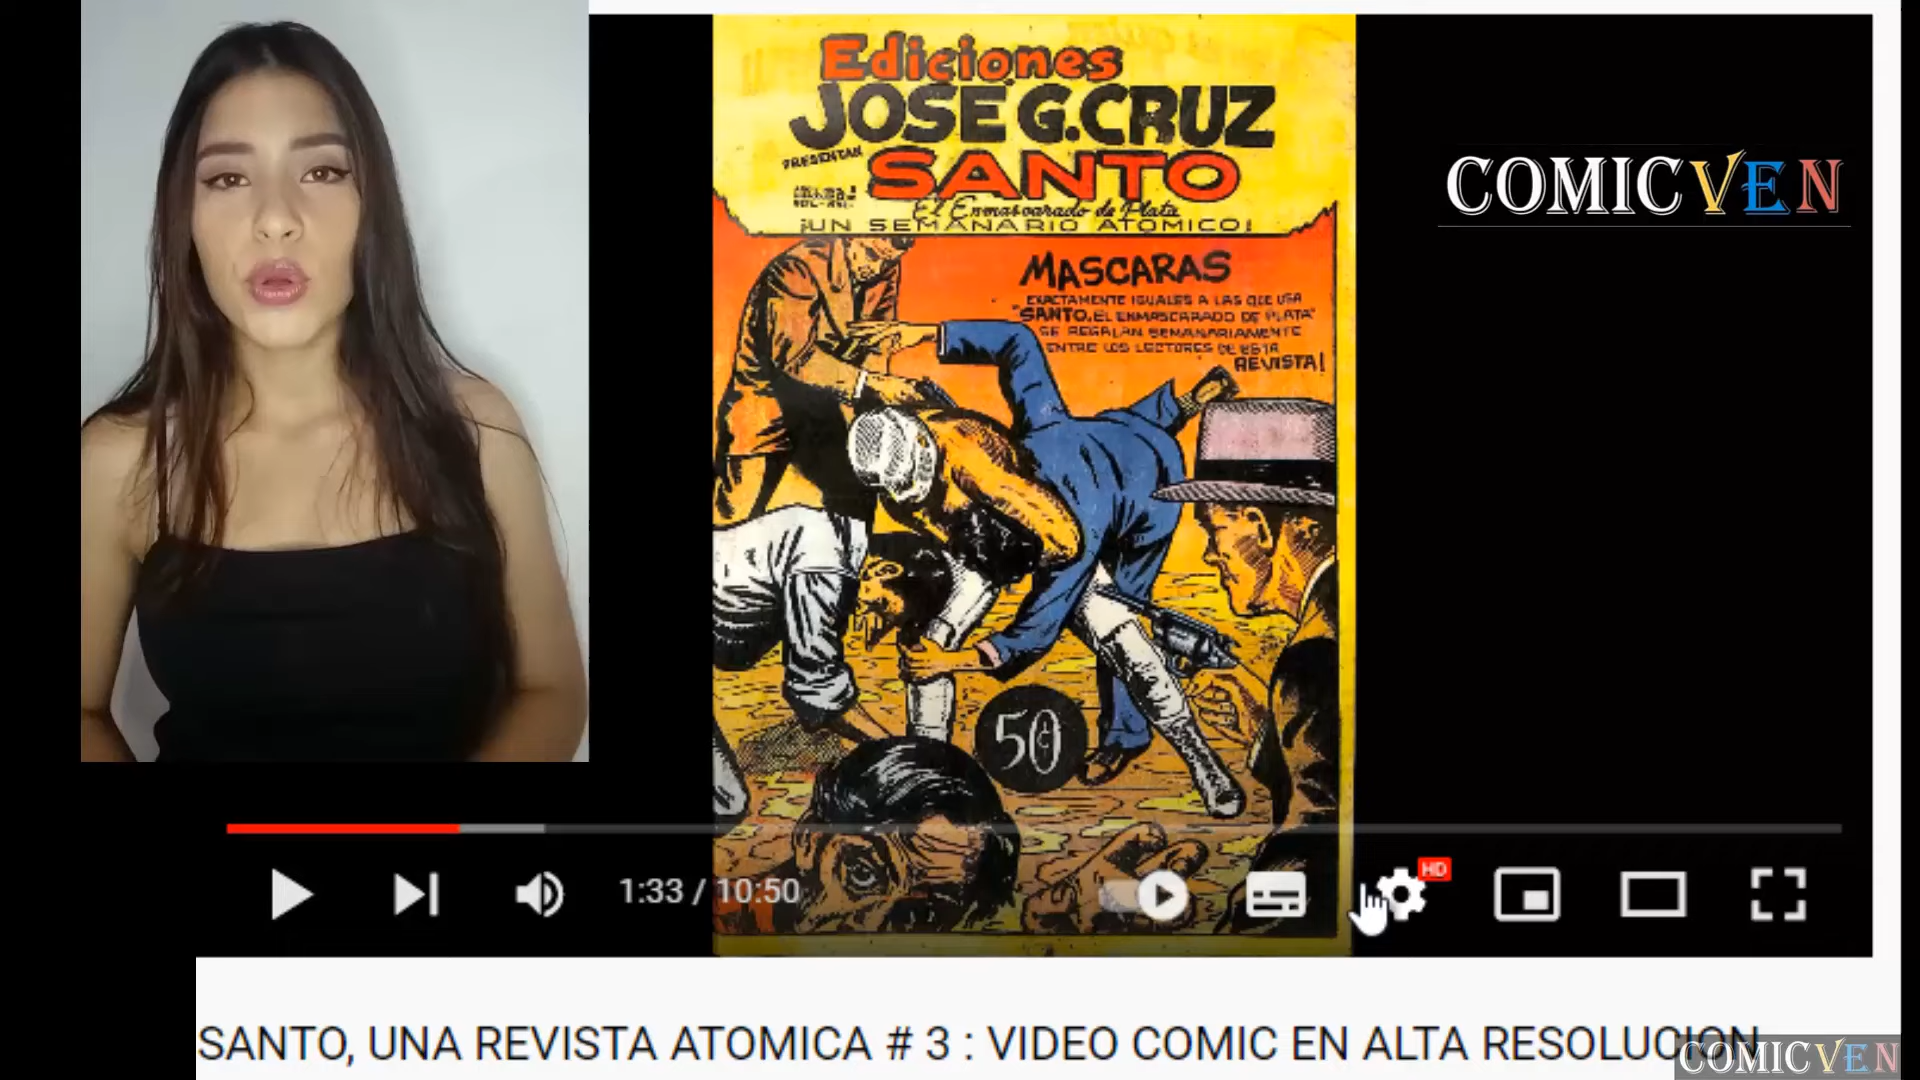 Ediciones
JOSE G. CRUZ
PRESENTAN
SANTO
El Enmascarado de Plata
¡UN SEMANARIO ATOMICO!
MASCARAS
EXACTAMENTE IGUALES A LAS QUE USA
"SANTO, EL ENMASCARADO DE PLATA"
SE REGALAN SEMANARIAMENTE
ENTRE LOS LECTORES DE ESTA
REVISTA!
50¢
COMICVEN
1:33 / 10:50
HD
SANTO, UNA REVISTA ATOMICA # 3 : VIDEO COMIC EN ALTA RESOLUCION
COMICVEN